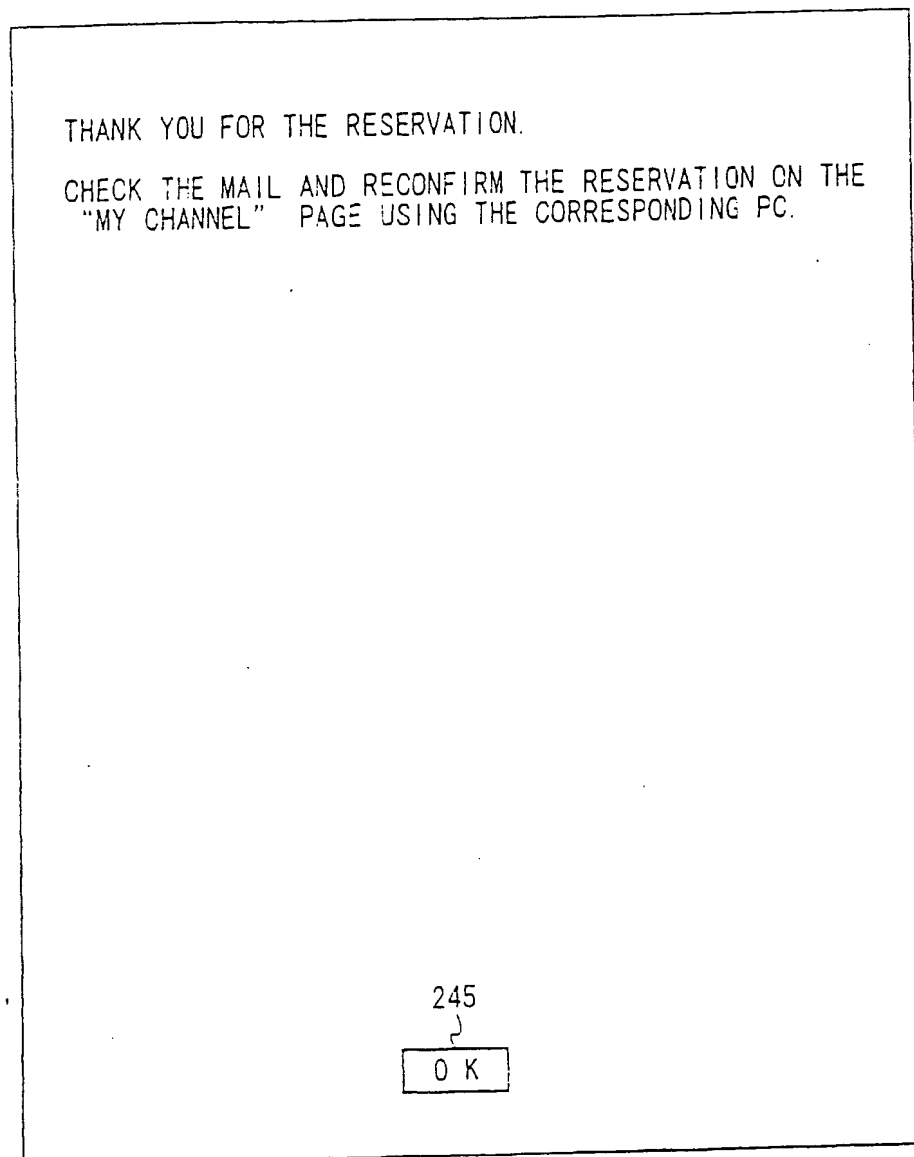 THANK YOU FOR THE RESERVATION.
CHECK THE MAIL AND RECONFIRM THE RESERVATION ON THE
"MY CHANNEL" PAGE USING THE CORRESPONDING PC.
245
OK